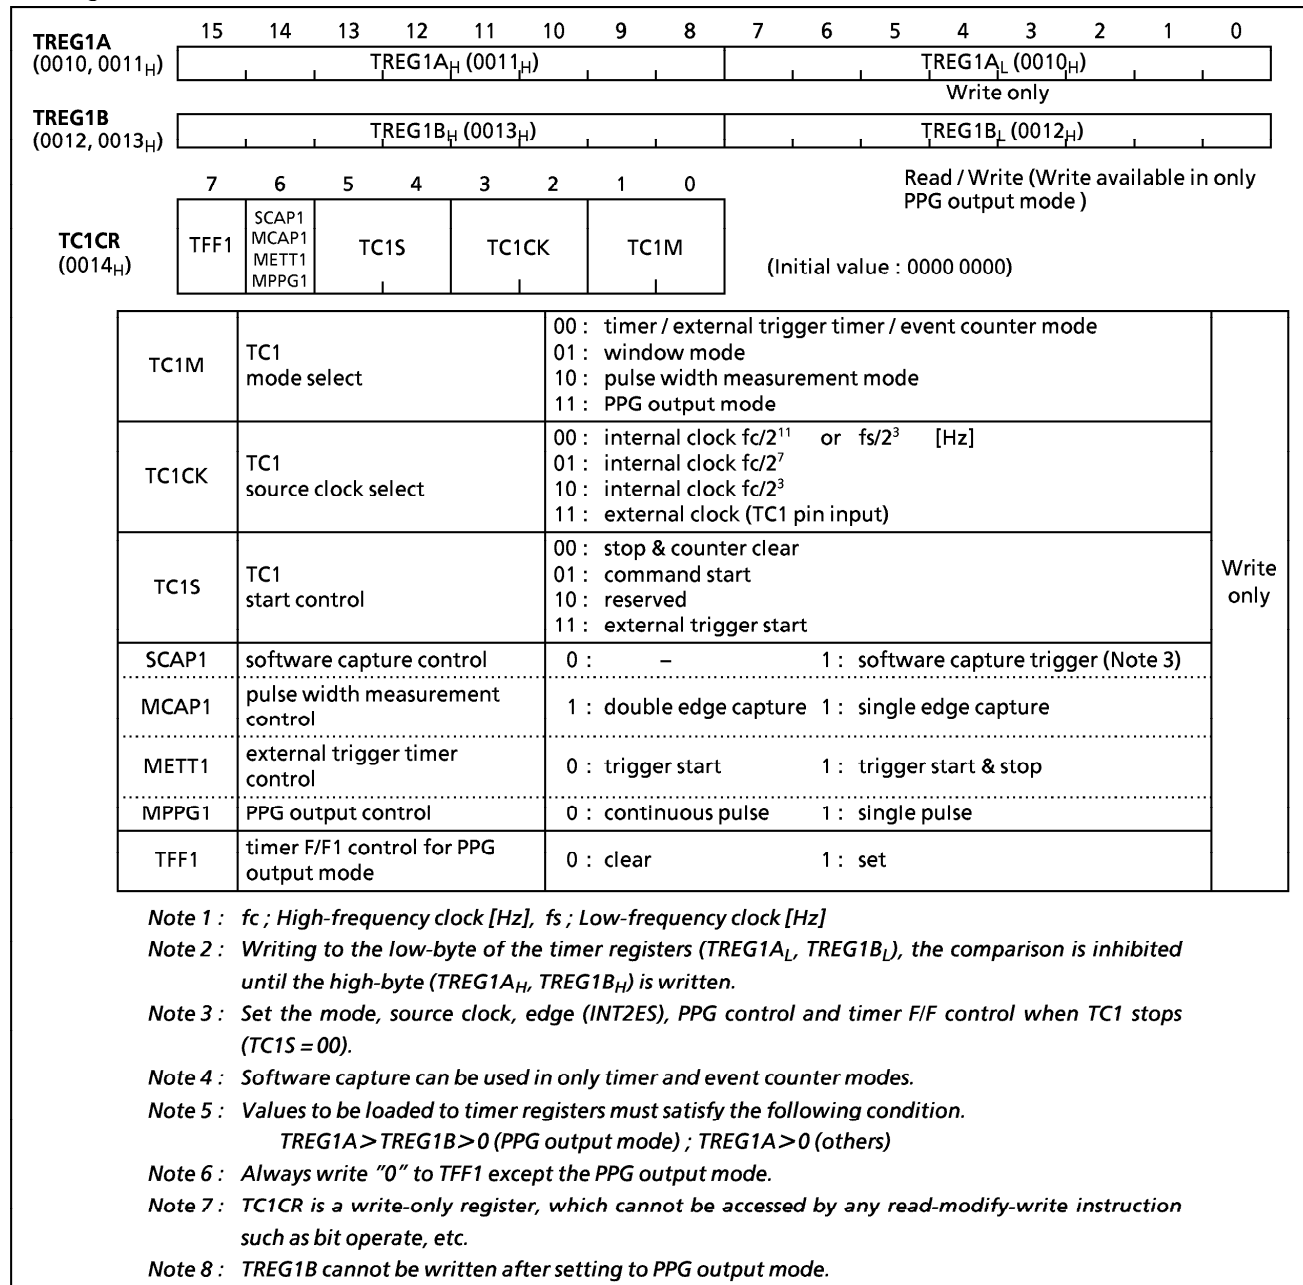 15 14 13 12 11 10 9 8 7 6 5 4 3 2 1 0
TREG1A
(0010, 0011H) TREG1AH (0011H) TREG1AL (0010H)
Write only
TREG1B
(0012, 0013H) TREG1BH (0013H) TREG1BL (0012H)
Read / Write (Write available in only
PPG output mode )
7 6 5 4 3 2 1 0
TC1CR
(0014H)
TFF1
SCAP1
MCAP1
METT1
MPPG1
TC1S TC1CK TC1M
(Initial value : 0000 0000)
TC1M
TC1
mode select
00 : timer / external trigger timer / event counter mode
01 : window mode
10 : pulse width measurement mode
11 : PPG output mode
TC1CK
TC1
source clock select
00 : internal clock fc/2¹¹ or fs/2³ [Hz]
01 : internal clock fc/2⁷
10 : internal clock fc/2³
11 : external clock (TC1 pin input)
TC1S
TC1
start control
00 : stop & counter clear
01 : command start
10 : reserved
11 : external trigger start
Write
only
SCAP1 software capture control 0 : – 1 : software capture trigger (Note 3)
MCAP1
pulse width measurement
control
1 : double edge capture 1 : single edge capture
METT1
external trigger timer
control
0 : trigger start 1 : trigger start & stop
MPPG1 PPG output control 0 : continuous pulse 1 : single pulse
TFF1
timer F/F1 control for PPG
output mode
0 : clear 1 : set
Note 1 : fc ; High-frequency clock [Hz], fs ; Low-frequency clock [Hz]
Note 2 : Writing to the low-byte of the timer registers (TREG1AL, TREG1BL), the comparison is inhibited
until the high-byte (TREG1AH, TREG1BH) is written.
Note 3 : Set the mode, source clock, edge (INT2ES), PPG control and timer F/F control when TC1 stops
(TC1S = 00).
Note 4 : Software capture can be used in only timer and event counter modes.
Note 5 : Values to be loaded to timer registers must satisfy the following condition.
TREG1A > TREG1B > 0 (PPG output mode) ; TREG1A > 0 (others)
Note 6 : Always write "0" to TFF1 except the PPG output mode.
Note 7 : TC1CR is a write-only register, which cannot be accessed by any read-modify-write instruction
such as bit operate, etc.
Note 8 : TREG1B cannot be written after setting to PPG output mode.